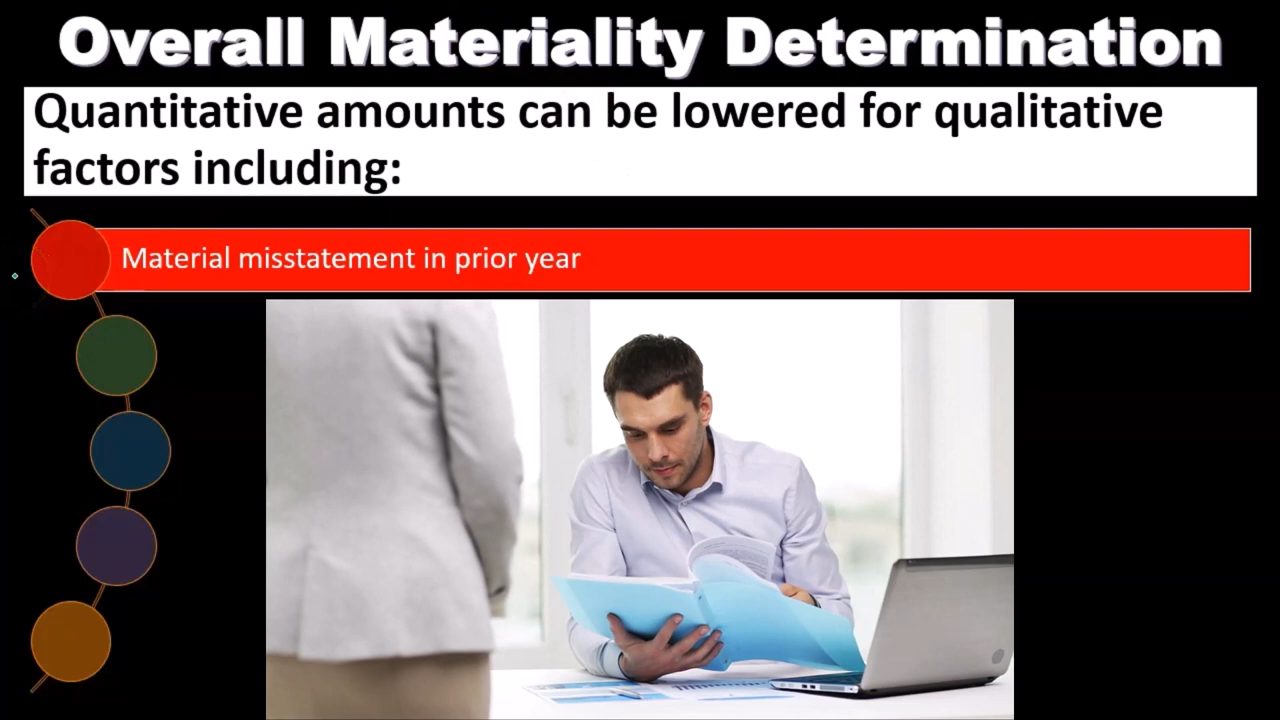 Overall Materiality Determination
Quantitative amounts can be lowered for qualitative
factors including:
Material misstatement in prior year